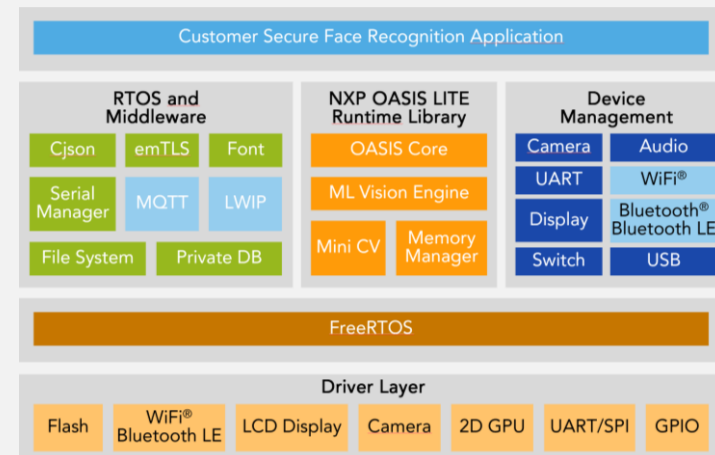 Customer Secure Face Recognition Application
RTOS and
Middleware
Cjson
emTLS
Font
Serial
Manager
MQTT
LWIP
File System
Private DB
NXP OASIS LITE
Runtime Library
OASIS Core
ML Vision Engine
Mini CV
Memory
Manager
Device
Management
Camera
Audio
UART
WiFi®
Display
Bluetooth®
Bluetooth LE
Switch
USB
FreeRTOS
Driver Layer
Flash
WiFi®
Bluetooth LE
LCD Display
Camera
2D GPU
UART/SPI
GPIO